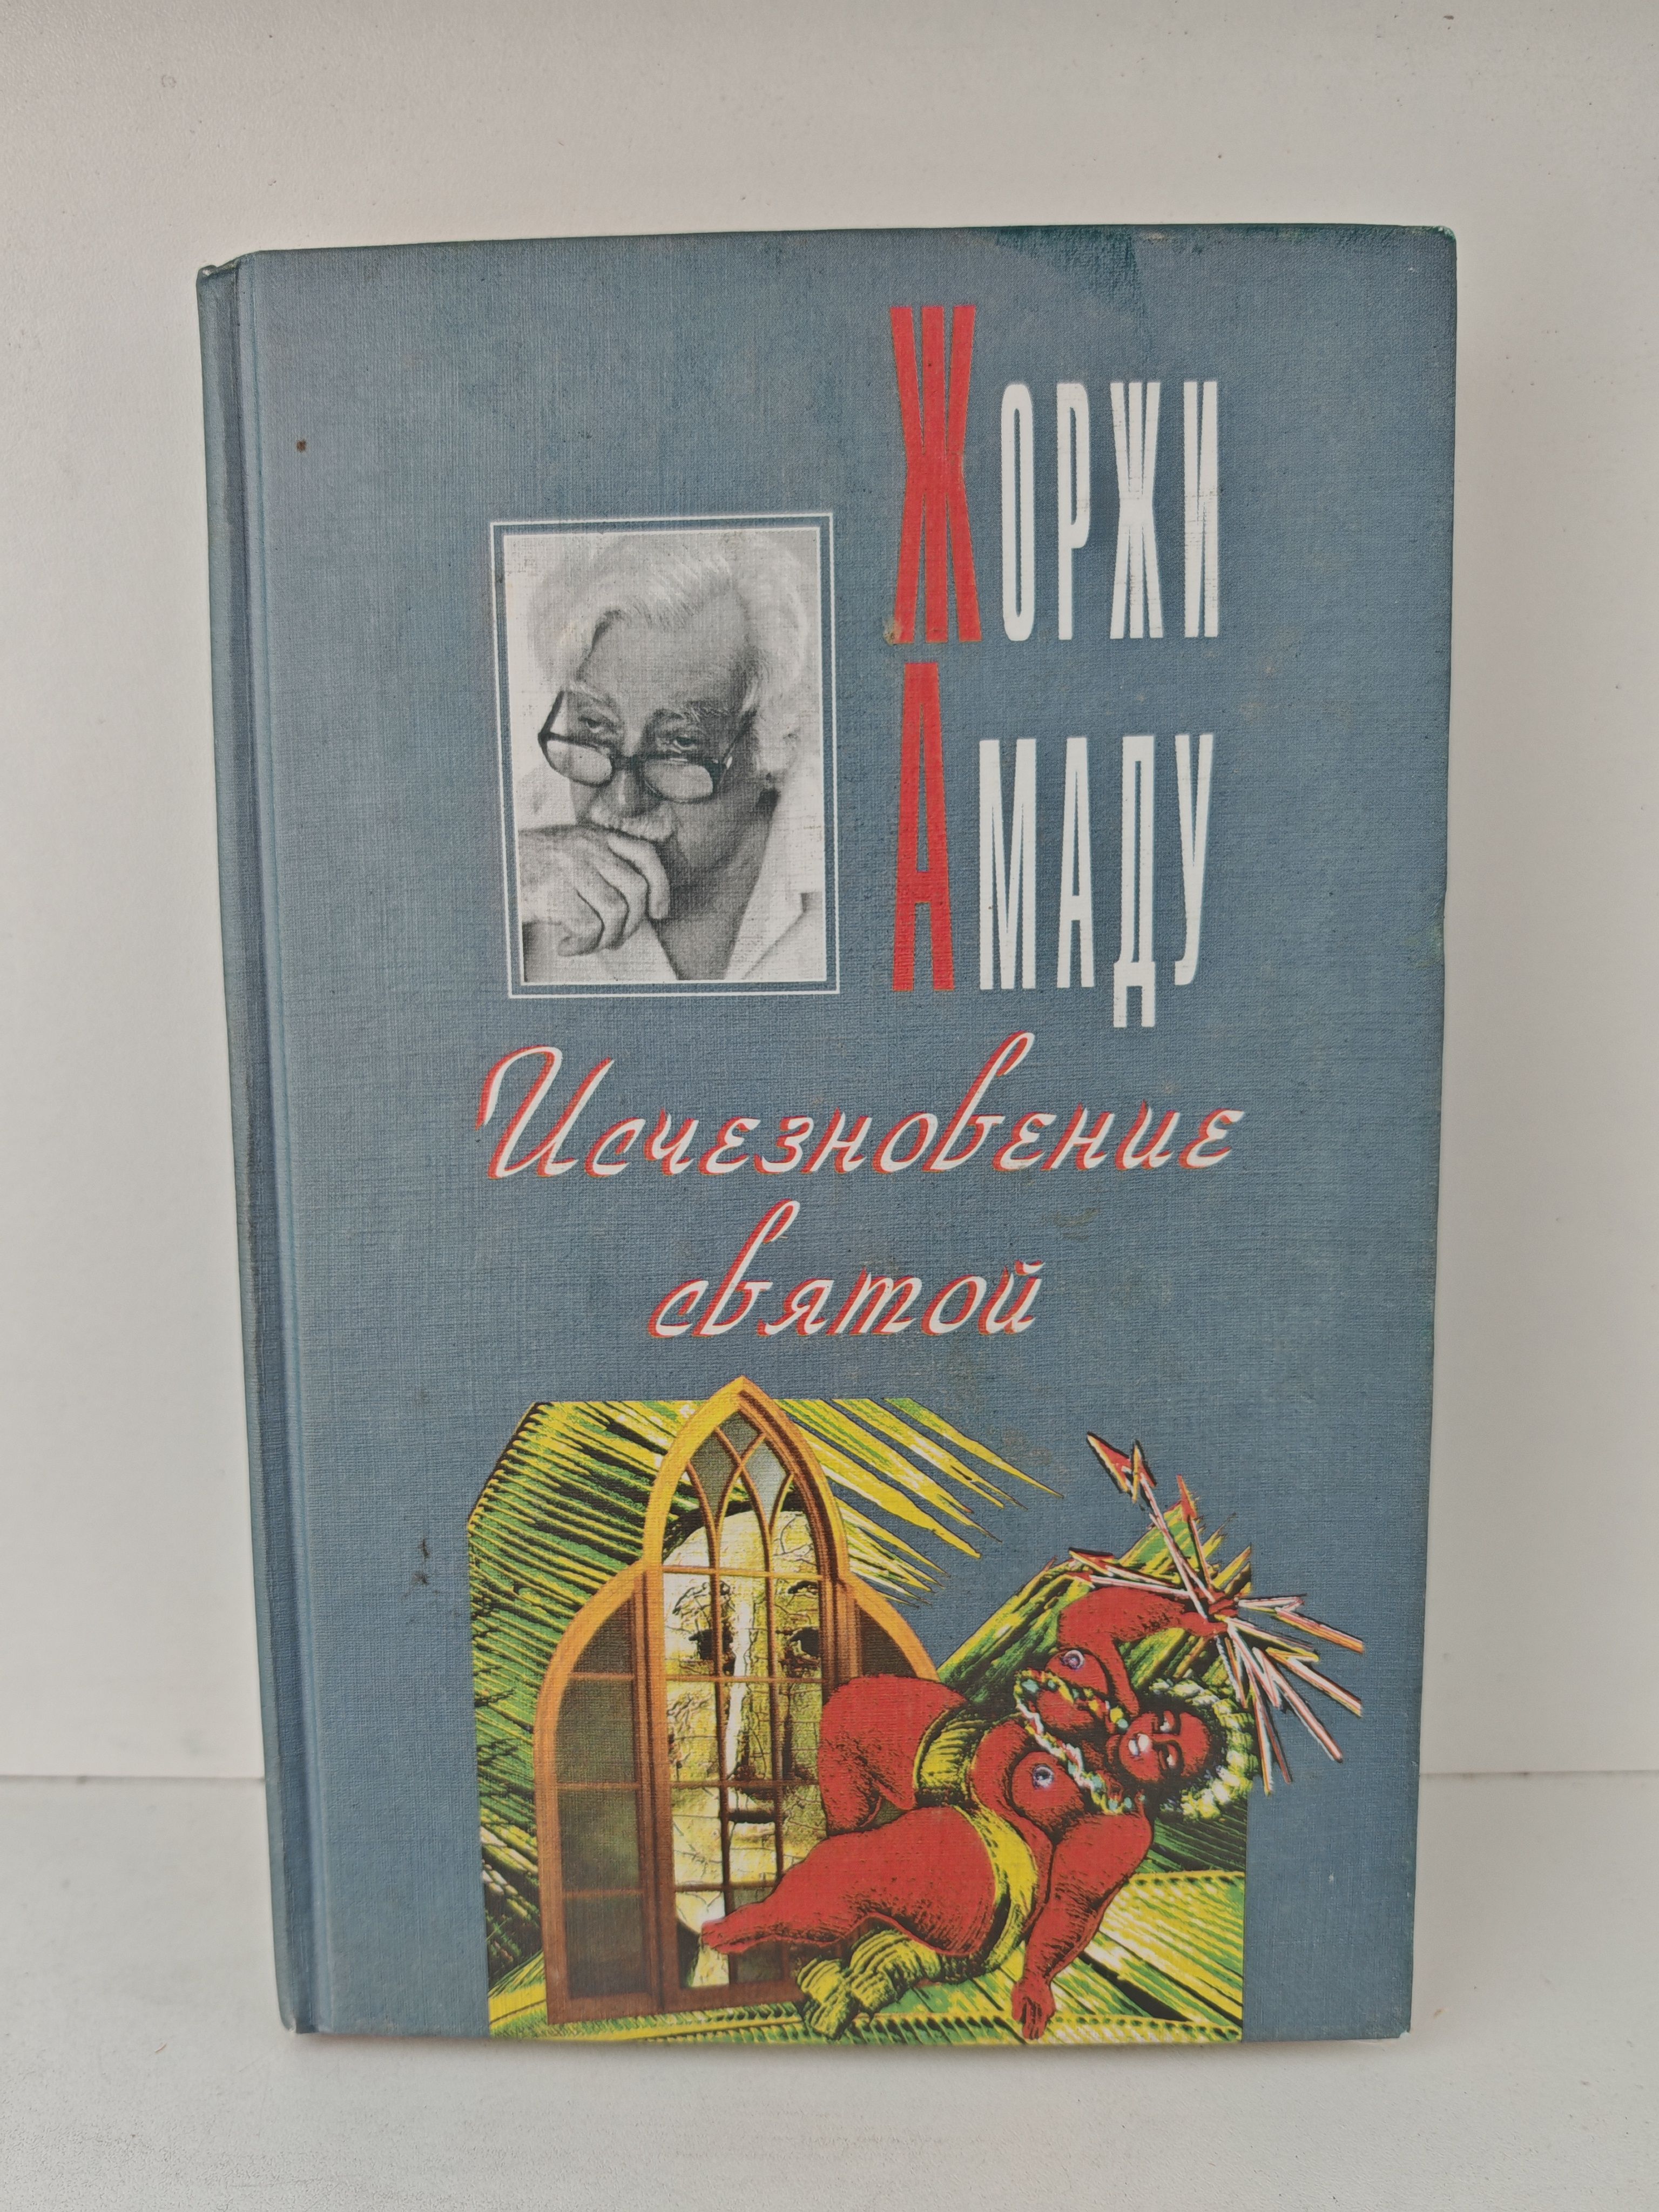 Жоржи
Амаду
Исчезновение
святой